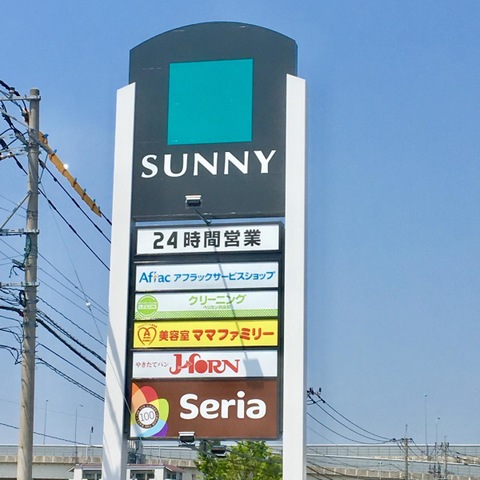 SUNNY
24時間営業
Aflac アフラックサービスショップ
クリーニング
美容室 ママファミリー
やきたてパン J-HORN
100 Seria